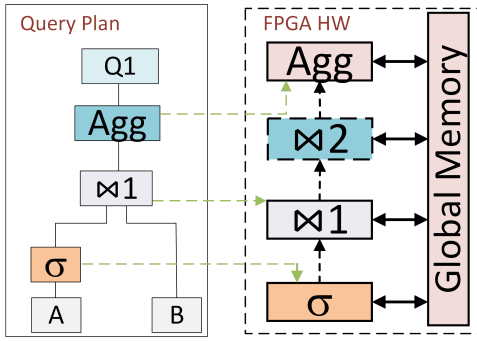 Query Plan
Q1
Agg
⋈1
σ
A
B
FPGA HW
Agg
⋈2
⋈1
σ
Global Memory